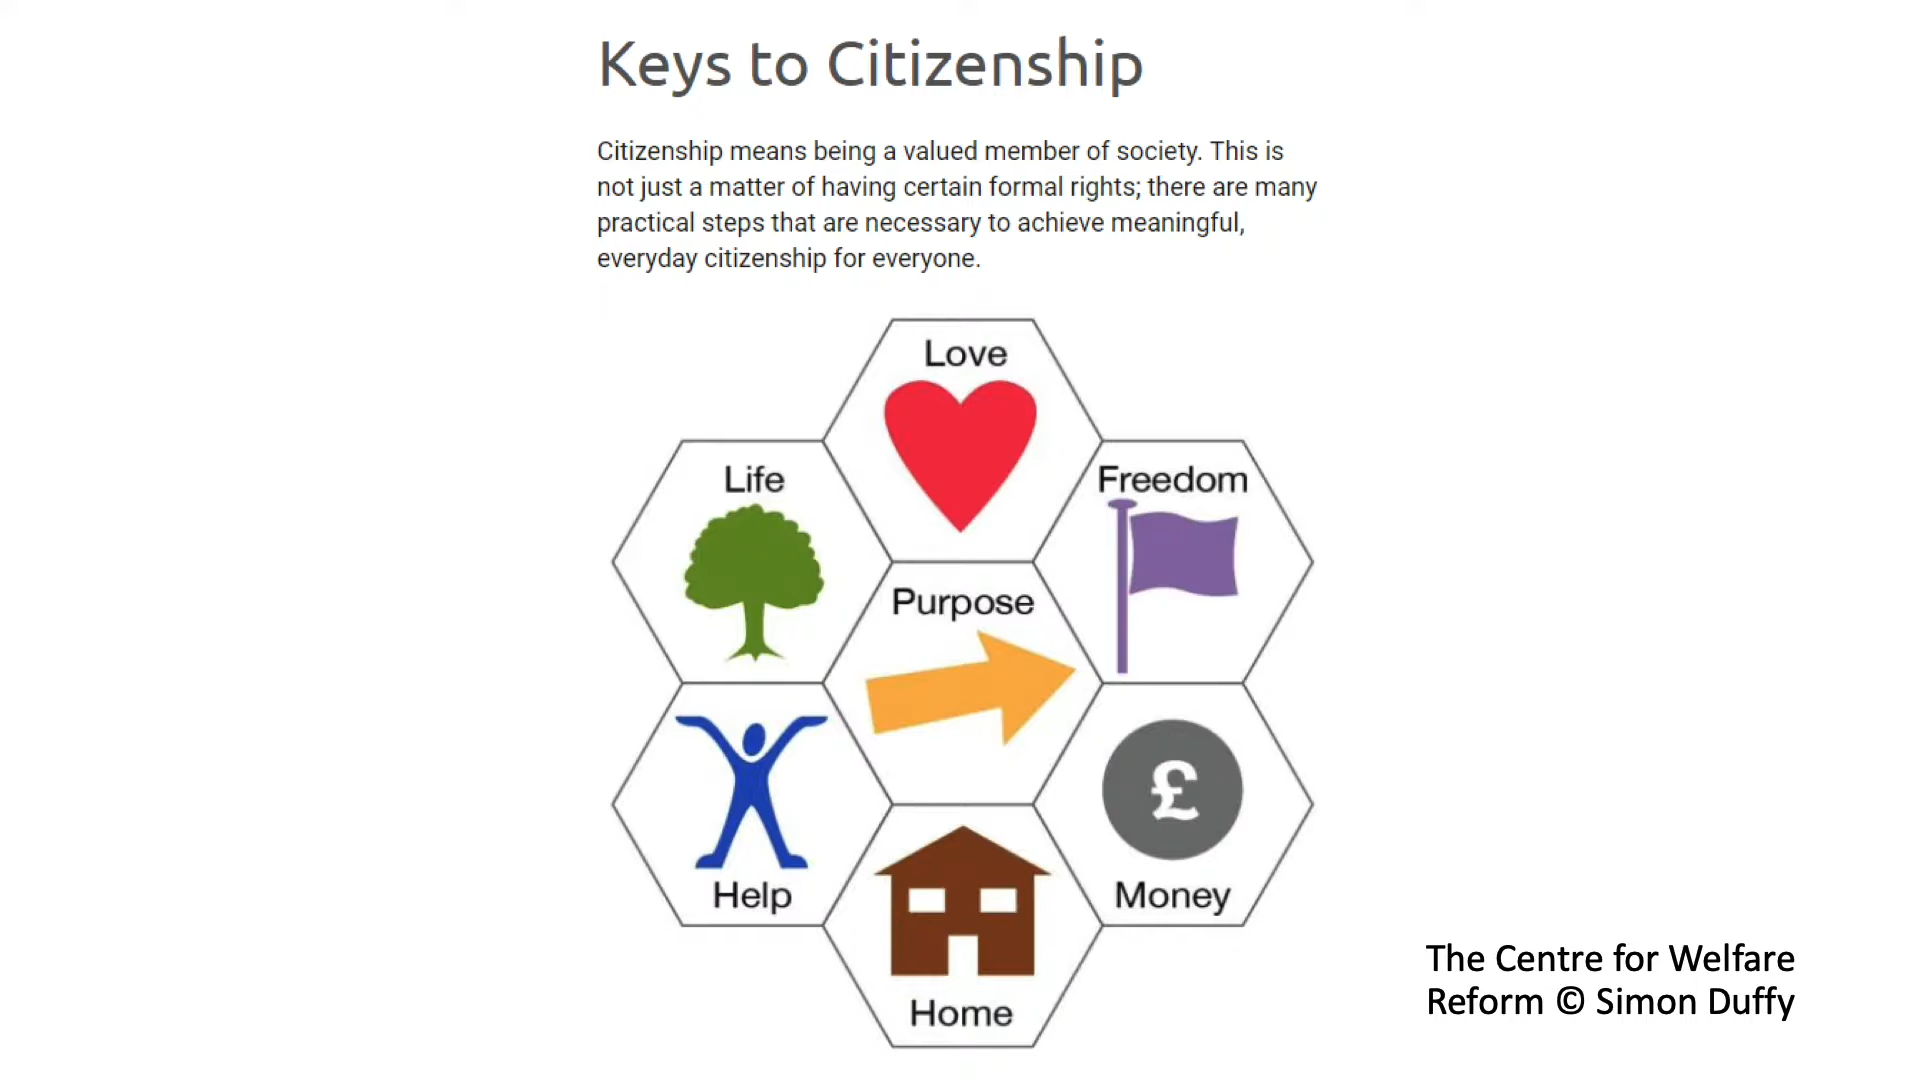 Keys to Citizenship
Citizenship means being a valued member of society. This is
not just a matter of having certain formal rights; there are many
practical steps that are necessary to achieve meaningful,
everyday citizenship for everyone.
Love
Life
Freedom
Purpose
£
Help
Money
Home
The Centre for Welfare
Reform © Simon Duffy